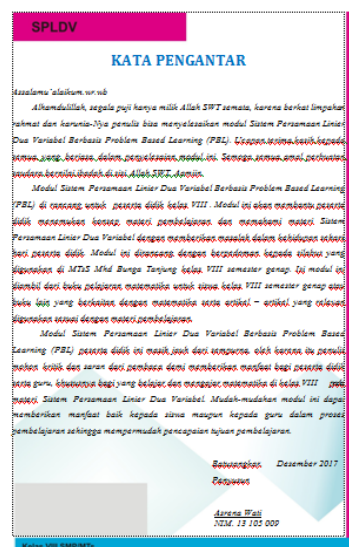 SPLDV
KATA PENGANTAR
Assalamu'alaikum.wr.wb
Alhamdulillah, segala puji hanya milik Allah SWT semata, karena berkat limpahan
rahmat dan karunia-Nya penulis bisa menyelesaikan modul Sistem Persamaan Linier
Dua Variabel Berbasis Problem Based Learning (PBL). Ucapan terima kasih kepada
semua yang berjasa dalam penyelesaian modul ini. Semoga semua amal perbuatan
saudara bernilai ibadah di sisi Allah SWT, Aamiin.
Modul Sistem Persamaan Linier Dua Variabel Berbasis Problem Based Learning
(PBL) di rancang untuk peserta didik kelas VIII . Modul ini akan membantu peserta
didik menemukan konsep, materi pembelajaran, dan memahami materi Sistem
Persamaan Linier Dua Variabel dengan memberikan masalah dalam kehidupan sehari
hari peserta didik. Modul ini dirancang dengan berpedoman kepada silabus yang
digunakan di MTsS Mhd Bunga Tanjung kelas VIII semester genap. Isi modul ini
diambil dari buku pelajaran matematika untuk siswa kelas VIII semester genap atau
buku lain yang berkaitan dengan matematika serta artikel – artikel yang relevan
digunakan sesuai dengan materi pembelajaran.
Modul Sistem Persamaan Linier Dua Variabel Berbasis Problem Based
Learning (PBL) peserta didik ini masih jauh dari sempurna, oleh karena itu penulis
mohon kritik dan saran dari pembaca demi memberikan manfaat bagi peserta didik
serta guru, khususnya bagi yang belajar dan mengajar matematika di kelas VIII pada
materi Sistem Persamaan Linier Dua Variabel. Mudah-mudahan modul ini dapat
memberikan manfaat baik kepada siswa maupun kepada guru dalam proses
pembelajaran sehingga mempermudah pencapaian tujuan pembelajaran.
Batusangkar, Desember 2017
Penyusun
Asrona Wati
NIM. 13 105 009
Kelas VIII SMP/MTs